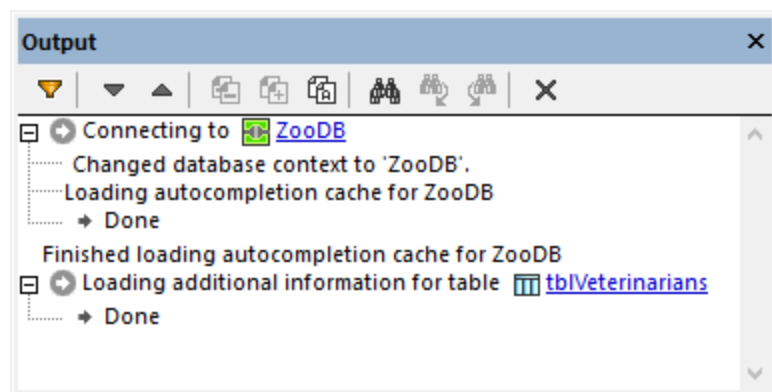 Output
Connecting to ZooDB
Changed database context to 'ZooDB'.
Loading autocompletion cache for ZooDB
Done
Finished loading autocompletion cache for ZooDB
Loading additional information for table tblVeterinarians
Done